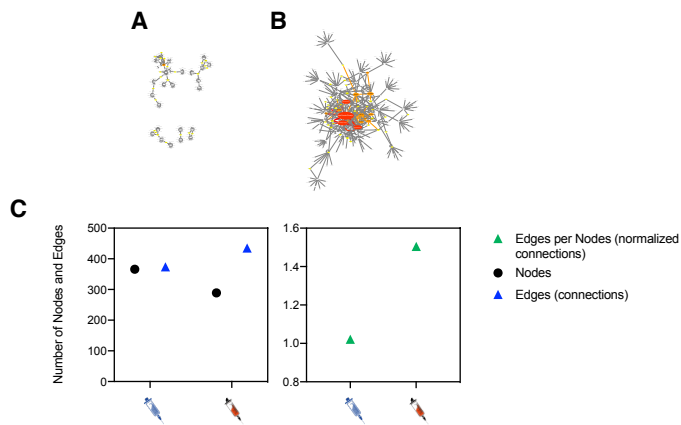 A
B
C
Number of Nodes and Edges
500
400
300
200
100
0
1.6
1.4
1.2
1.0
0.8
Edges per Nodes (normalized
connections)
Nodes
Edges (connections)